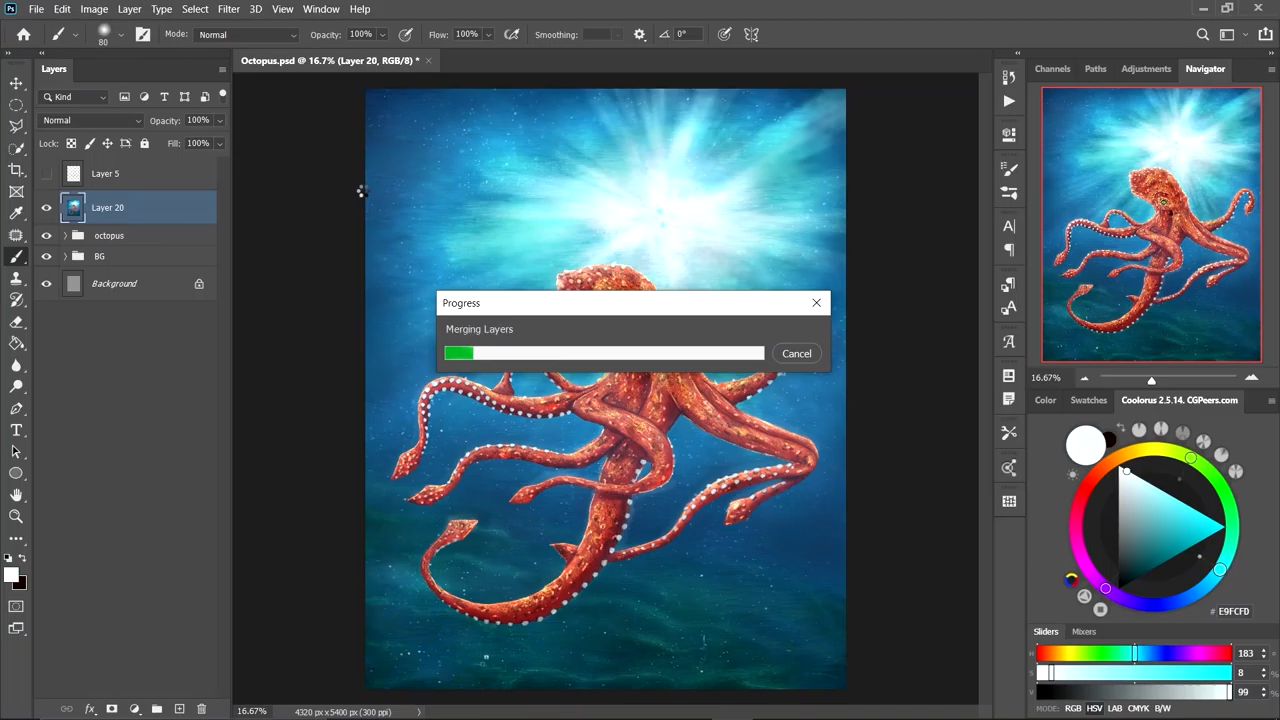 Ps File Edit Image Layer Type Select Filter 3D View Window Help
80 Mode: Normal Opacity: 100% Flow: 100% Smoothing: 0°
Octopus.psd @ 16.7% (Layer 20, RGB/8) *
Layers
Kind
Normal Opacity: 100%
Lock: Fill: 100%
Layer 5
Layer 20
octopus
BG
Background
Progress
Merging Layers
Cancel
16.67% 4320 px x 5400 px (300 ppi)
Channels Paths Adjustments Navigator
16.67%
Color Swatches Coolorus 2.5.14. CGPeers.com
# E9FCFD
Sliders Mixers
H 183 °
S 8 %
V 99 %
MODE: RGB HSV LAB CMYK B/W